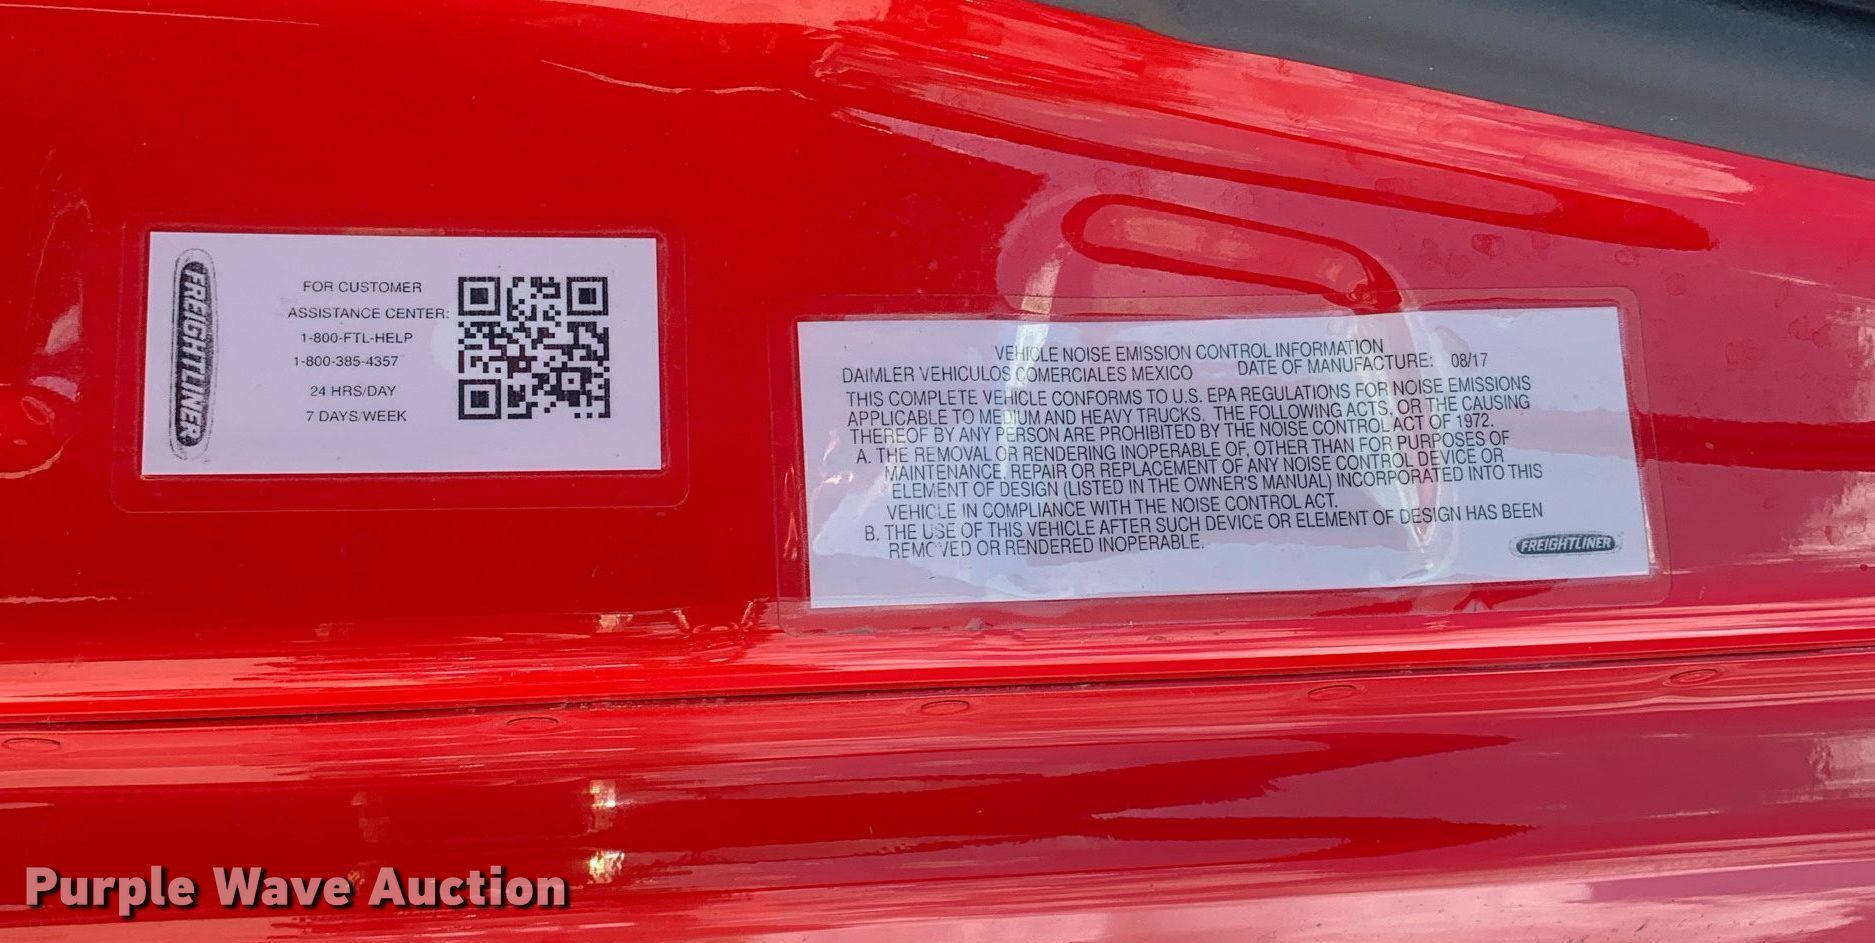 FREIGHTLINER
FOR CUSTOMER
ASSISTANCE CENTER:
1-800-FTL-HELP
1-800-385-4357
24 HRS/DAY
7 DAYS/WEEK
VEHICLE NOISE EMISSION CONTROL INFORMATION
DAIMLER VEHICULOS COMERCIALES MEXICO DATE OF MANUFACTURE: 08/17
THIS COMPLETE VEHICLE CONFORMS TO U.S. EPA REGULATIONS FOR NOISE EMISSIONS
APPLICABLE TO MEDIUM AND HEAVY TRUCKS. THE FOLLOWING ACTS, OR THE CAUSING
THEREOF BY ANY PERSON ARE PROHIBITED BY THE NOISE CONTROL ACT OF 1972.
A. THE REMOVAL OR RENDERING INOPERABLE OF, OTHER THAN FOR PURPOSES OF
MAINTENANCE, REPAIR OR REPLACEMENT OF ANY NOISE CONTROL DEVICE OR
ELEMENT OF DESIGN (LISTED IN THE OWNER'S MANUAL) INCORPORATED INTO THIS
VEHICLE IN COMPLIANCE WITH THE NOISE CONTROL ACT.
B. THE USE OF THIS VEHICLE AFTER SUCH DEVICE OR ELEMENT OF DESIGN HAS BEEN
REMOVED OR RENDERED INOPERABLE.
FREIGHTLINER
Purple Wave Auction